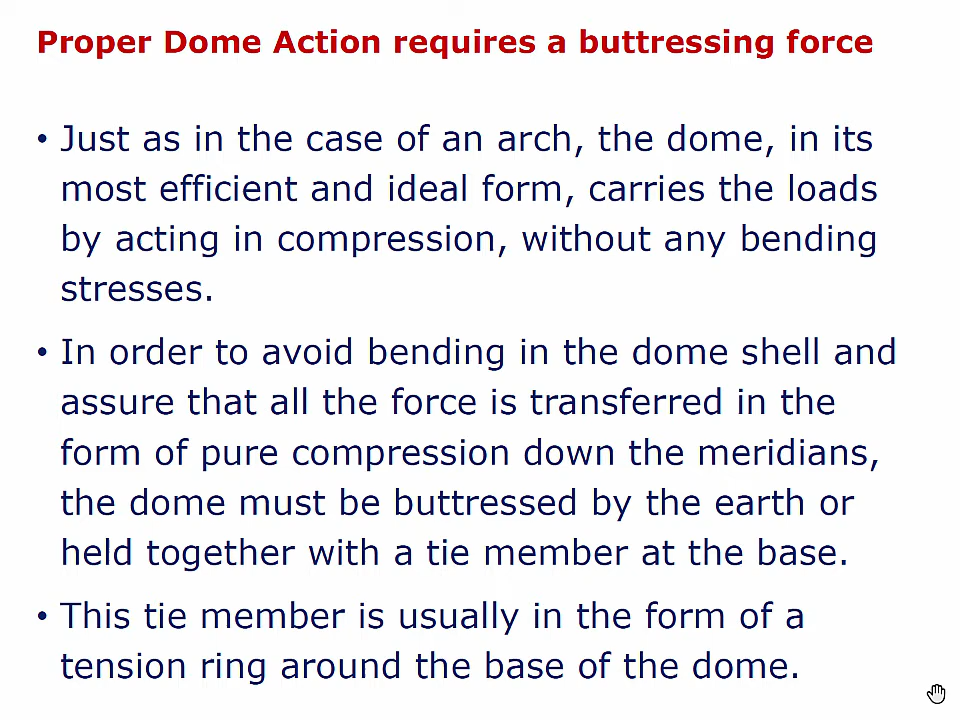 Proper Dome Action requires a buttressing force
• Just as in the case of an arch, the dome, in its
most efficient and ideal form, carries the loads
by acting in compression, without any bending
stresses.
• In order to avoid bending in the dome shell and
assure that all the force is transferred in the
form of pure compression down the meridians,
the dome must be buttressed by the earth or
held together with a tie member at the base.
• This tie member is usually in the form of a
tension ring around the base of the dome.